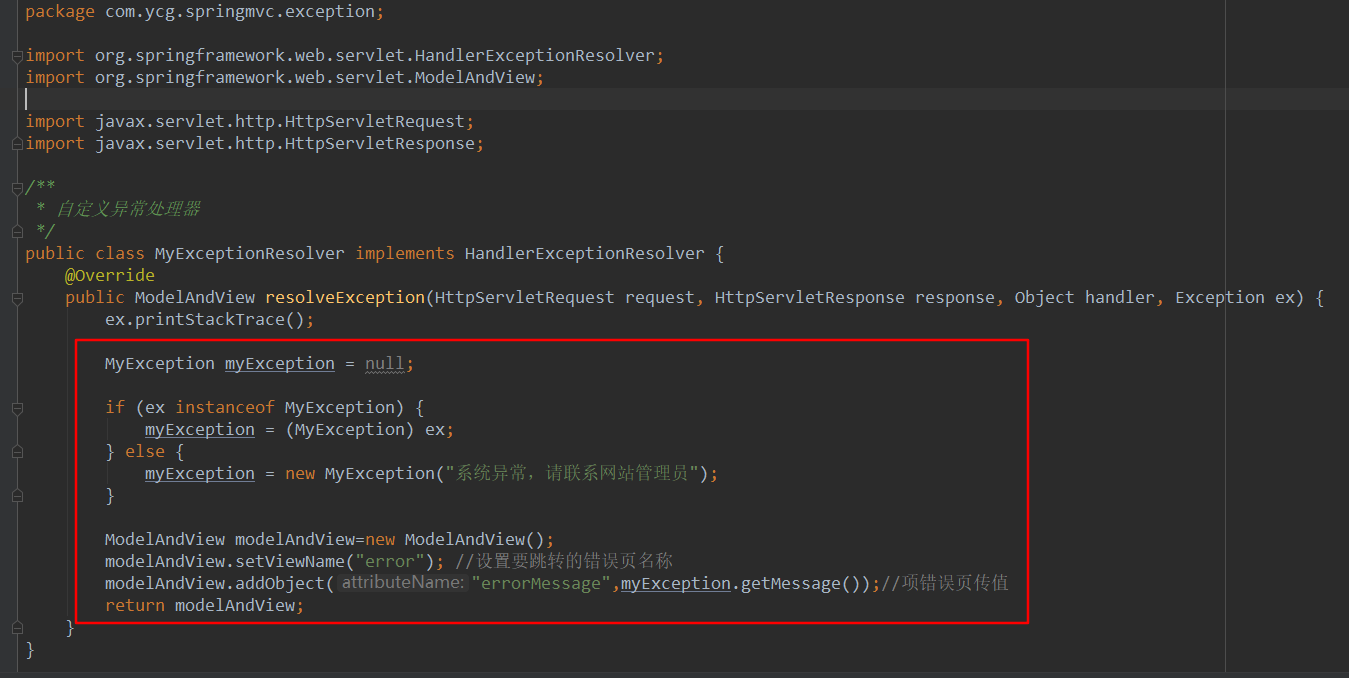 package com.ycg.springmvc.exception;
import org.springframework.web.servlet.HandlerExceptionResolver;
import org.springframework.web.servlet.ModelAndView;
import javax.servlet.http.HttpServletRequest;
import javax.servlet.http.HttpServletResponse;
/**
* 自定义异常处理器
*/
public class MyExceptionResolver implements HandlerExceptionResolver {
@Override
public ModelAndView resolveException(HttpServletRequest request, HttpServletResponse response, Object handler, Exception ex) {
ex.printStackTrace();
MyException myException = null;
if (ex instanceof MyException) {
myException = (MyException) ex;
} else {
myException = new MyException("系统异常，请联系网站管理员");
}
ModelAndView modelAndView=new ModelAndView();
modelAndView.setViewName("error"); //设置要跳转的错误页名称
modelAndView.addObject( attributeName: "errorMessage",myException.getMessage());//项错误页传值
return modelAndView;
}
}